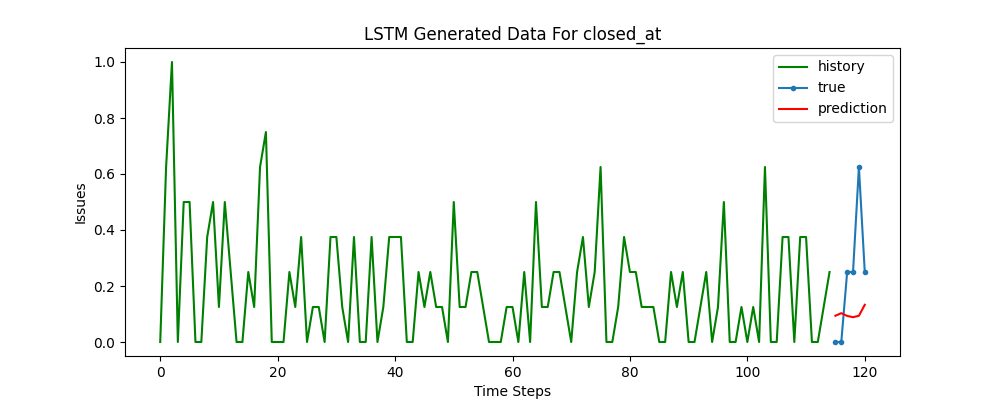 LSTM Generated Data For closed_at
1.0
0.8
0.6
0.4
0.2
0.0
Issues
history
true
prediction
0 20 40 60 80 100 120
Time Steps